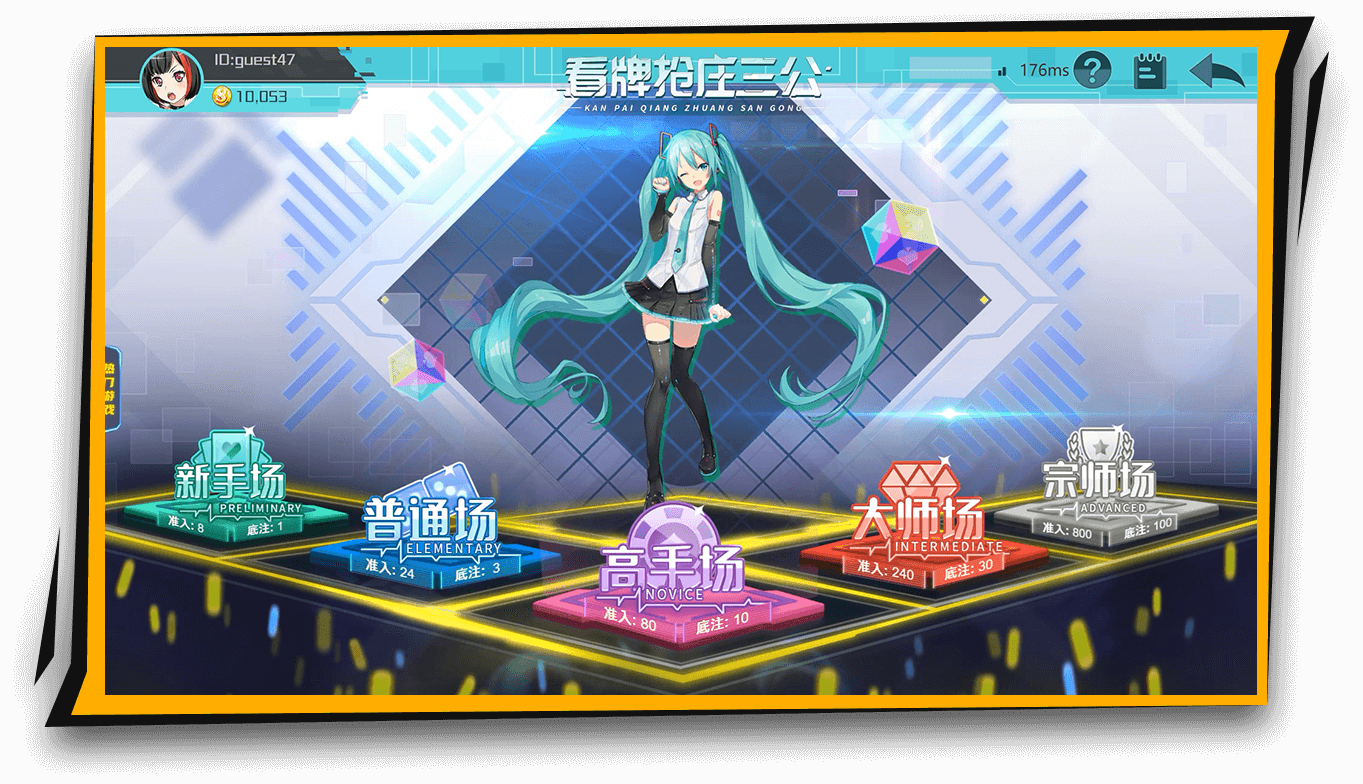 ID:guest47
10,053
看牌抢庄三公
KAN PAI QIANG ZHUANG SAN GONG
176ms
?
热门游戏
新手场
PRELIMINARY
准入: 8 底注: 1
普通场
ELEMENTARY
准入: 24 底注: 3
高手场
NOVICE
准入: 80 底注: 10
大师场
INTERMEDIATE
准入: 240 底注: 30
宗师场
ADVANCED
准入: 800 底注: 100